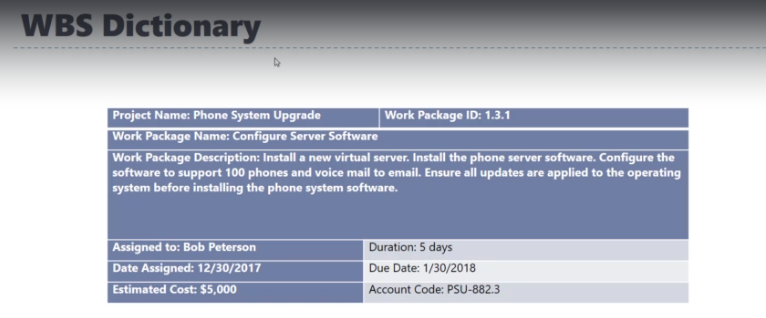 WBS Dictionary
Project Name: Phone System Upgrade Work Package ID: 1.3.1
Work Package Name: Configure Server Software
Work Package Description: Install a new virtual server. Install the phone server software. Configure the
software to support 100 phones and voice mail to email. Ensure all updates are applied to the operating
system before installing the phone system software.
Assigned to: Bob Peterson Duration: 5 days
Date Assigned: 12/30/2017 Due Date: 1/30/2018
Estimated Cost: $5,000 Account Code: PSU-882.3